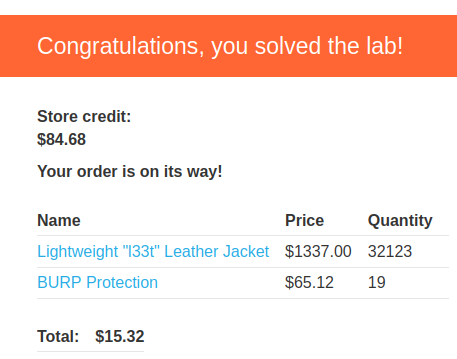 Congratulations, you solved the lab!
Store credit:
$84.68
Your order is on its way!
Name Price Quantity
Lightweight "l33t" Leather Jacket $1337.00 32123
BURP Protection $65.12 19
Total: $15.32